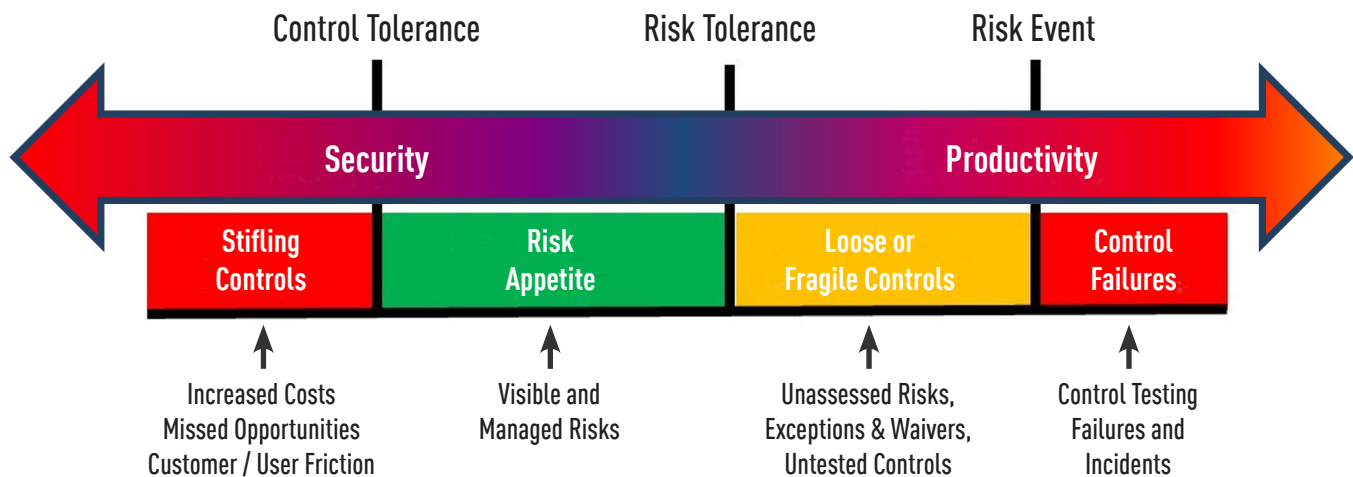 Control Tolerance
Risk Tolerance
Risk Event
Security
Productivity
Stifling
Controls
Risk
Appetite
Loose or
Fragile Controls
Control
Failures
Increased Costs
Missed Opportunities
Customer / User Friction
Visible and
Managed Risks
Unassessed Risks,
Exceptions & Waivers,
Untested Controls
Control Testing
Failures and
Incidents